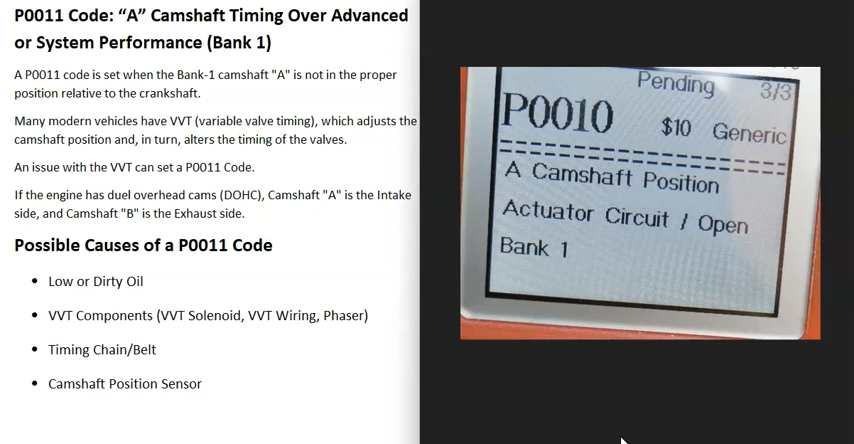 P0011 Code: “A” Camshaft Timing Over Advanced
or System Performance (Bank 1)
A P0011 code is set when the Bank-1 camshaft "A" is not in the proper
position relative to the crankshaft.
Many modern vehicles have VVT (variable valve timing), which adjusts the
camshaft position and, in turn, alters the timing of the valves.
An issue with the VVT can set a P0011 Code.
If the engine has duel overhead cams (DOHC), Camshaft "A" is the Intake
side, and Camshaft "B" is the Exhaust side.
Possible Causes of a P0011 Code
• Low or Dirty Oil
• VVT Components (VVT Solenoid, VVT Wiring, Phaser)
• Timing Chain/Belt
• Camshaft Position Sensor
Pending 3/3
P0010 $10 Generic
A Camshaft Position
Actuator Circuit / Open
Bank 1